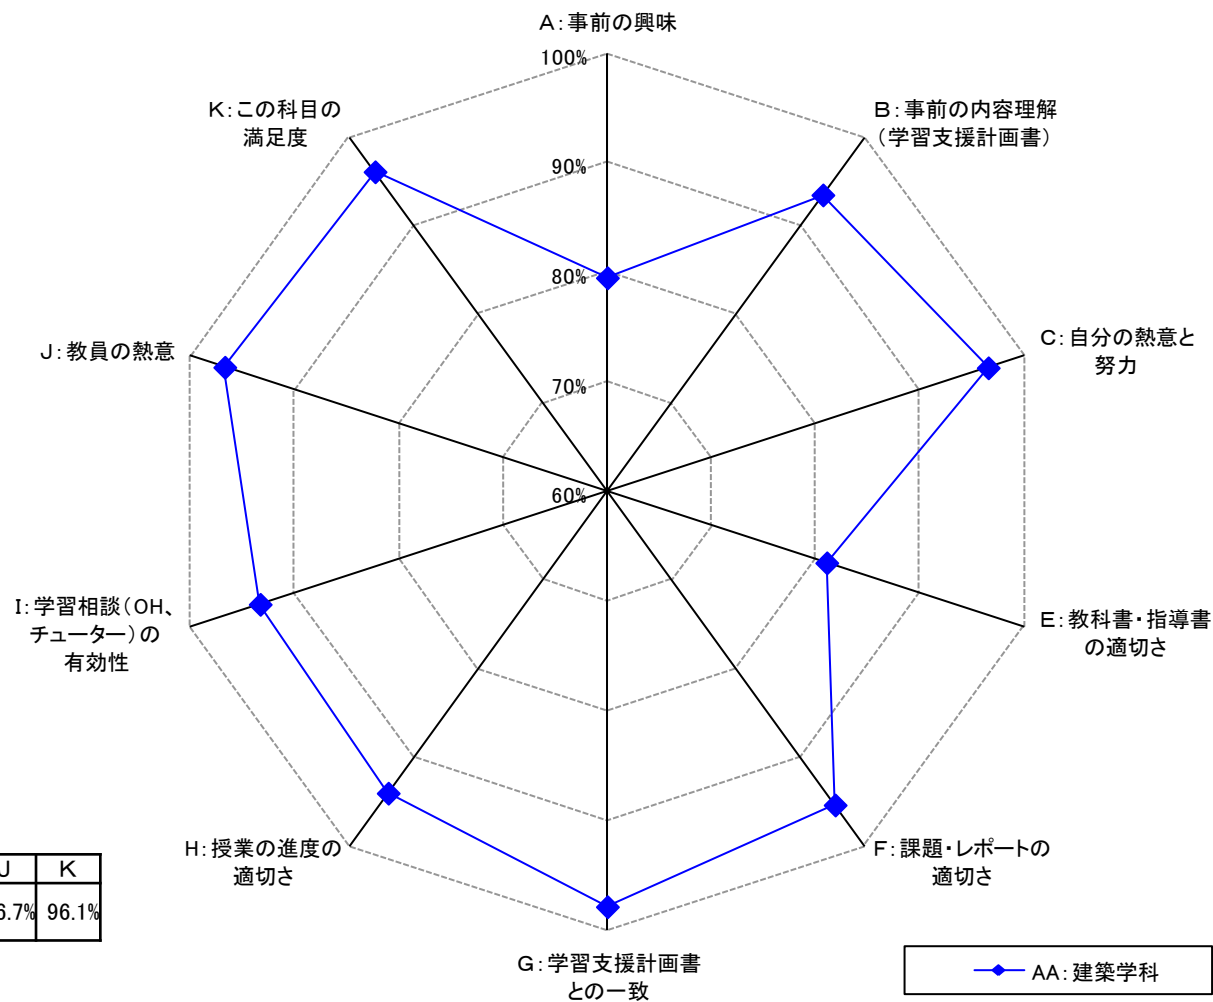 A:事前の興味
100%
K:この科目の
満足度
B:事前の内容理解
(学習支援計画書)
90%
80%
J:教員の熱意
C:自分の熱意と
努力
70%
60%
I:学習相談(OH、
チューター)の
有効性
E:教科書・指導書
の適切さ
H:授業の進度の
適切さ
F:課題・レポートの
適切さ
J K
6.7% 96.1%
G:学習支援計画書
との一致
AA:建築学科